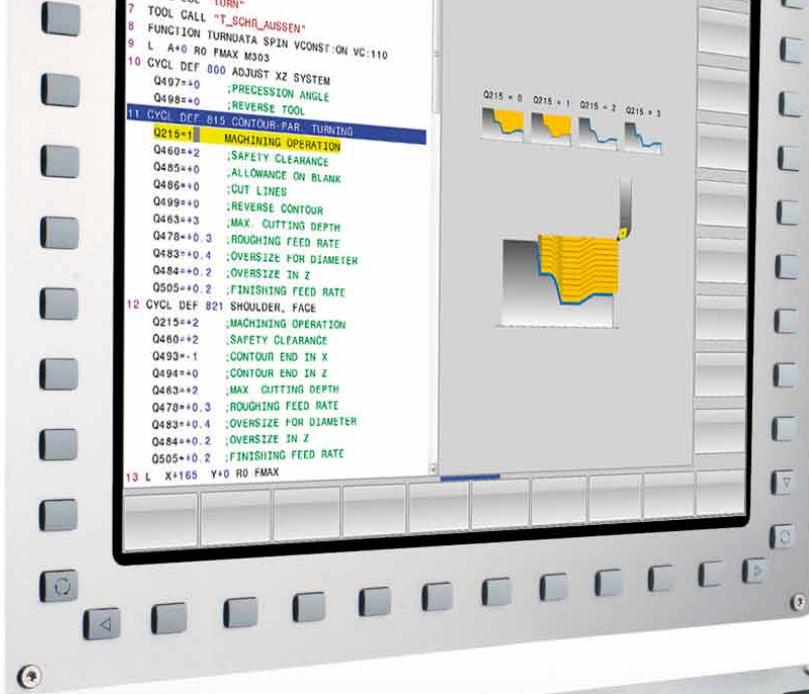 "TURN"
7 TOOL CALL "T_SCHR_AUSSEN"
8 FUNCTION TURNDATA SPIN VCONST:ON VC:110
9 L A+0 R0 FMAX M303
10 CYCL DEF 800 ADJUST XZ SYSTEM
Q497=+0 ;PRECESSION ANGLE
Q498=+0 ;REVERSE TOOL
11 CYCL DEF 815 CONTOUR-PAR. TURNING
Q215=1 MACHINING OPERATION
Q460=+2 ;SAFETY CLEARANCE
Q485=+0 ;ALLOWANCE ON BLANK
Q486=+0 ;CUT LINES
Q499=+0 ;REVERSE CONTOUR
Q463=+3 ;MAX. CUTTING DEPTH
Q478=+0.3 ;ROUGHING FEED RATE
Q483=+0.4 ;OVERSIZE FOR DIAMETER
Q484=+0.2 ;OVERSIZE IN Z
Q505=+0.2 ;FINISHING FEED RATE
12 CYCL DEF 821 SHOULDER, FACE
Q215=+2 ;MACHINING OPERATION
Q460=+2 ;SAFETY CLEARANCE
Q493=-1 ;CONTOUR END IN X
Q494=+0 ;CONTOUR END IN Z
Q463=+2 ;MAX. CUTTING DEPTH
Q478=+0.3 ;ROUGHING FEED RATE
Q483=+0.4 ;OVERSIZE FOR DIAMETER
Q484=+0.2 ;OVERSIZE IN Z
Q505=+0.2 ;FINISHING FEED RATE
13 L X+165 Y+0 R0 FMAX
Q215 = 0 Q215 = 1 Q215 = 2 Q215 = 3